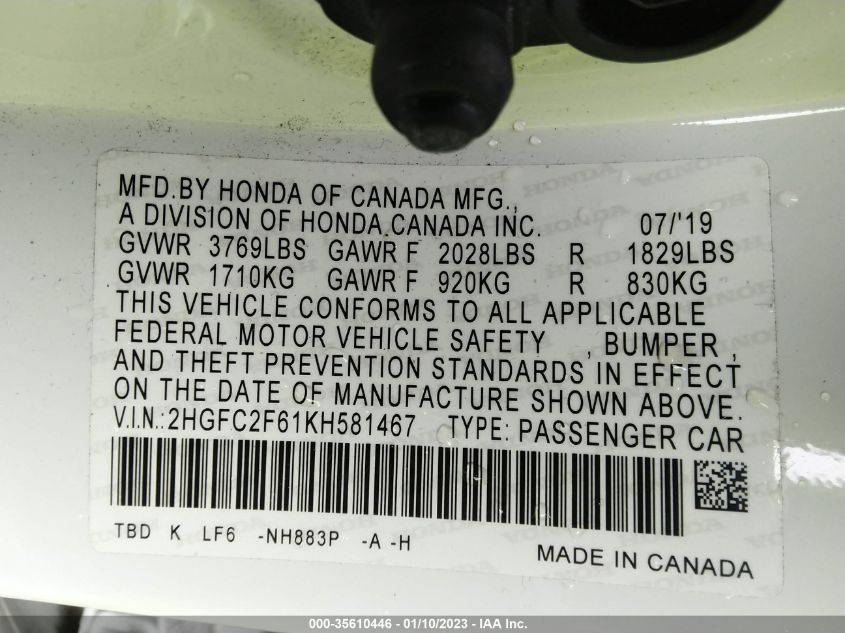 MFD.BY HONDA OF CANADA MFG.,
A DIVISION OF HONDA CANADA INC. 07/'19
GVWR 3769LBS GAWR F 2028LBS R 1829LBS
GVWR 1710KG GAWR F 920KG R 830KG
THIS VEHICLE CONFORMS TO ALL APPLICABLE
FEDERAL MOTOR VEHICLE SAFETY , BUMPER ,
AND THEFT PREVENTION STANDARDS IN EFFECT
ON THE DATE OF MANUFACTURE SHOWN ABOVE.
V.I.N.:2HGFC2F61KH581467 TYPE: PASSENGER CAR
TBD K LF6 -NH883P -A -H
MADE IN CANADA
000-35610446 - 01/10/2023 - IAA Inc.